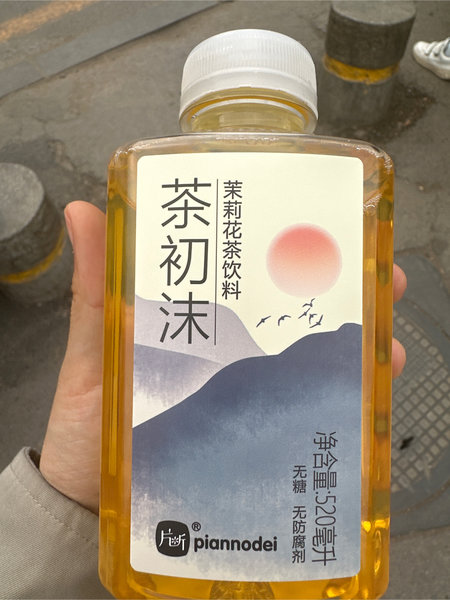 茶初沫
茉莉花茶饮料
净含量:520毫升
无糖 无防腐剂
片断®
piannodei